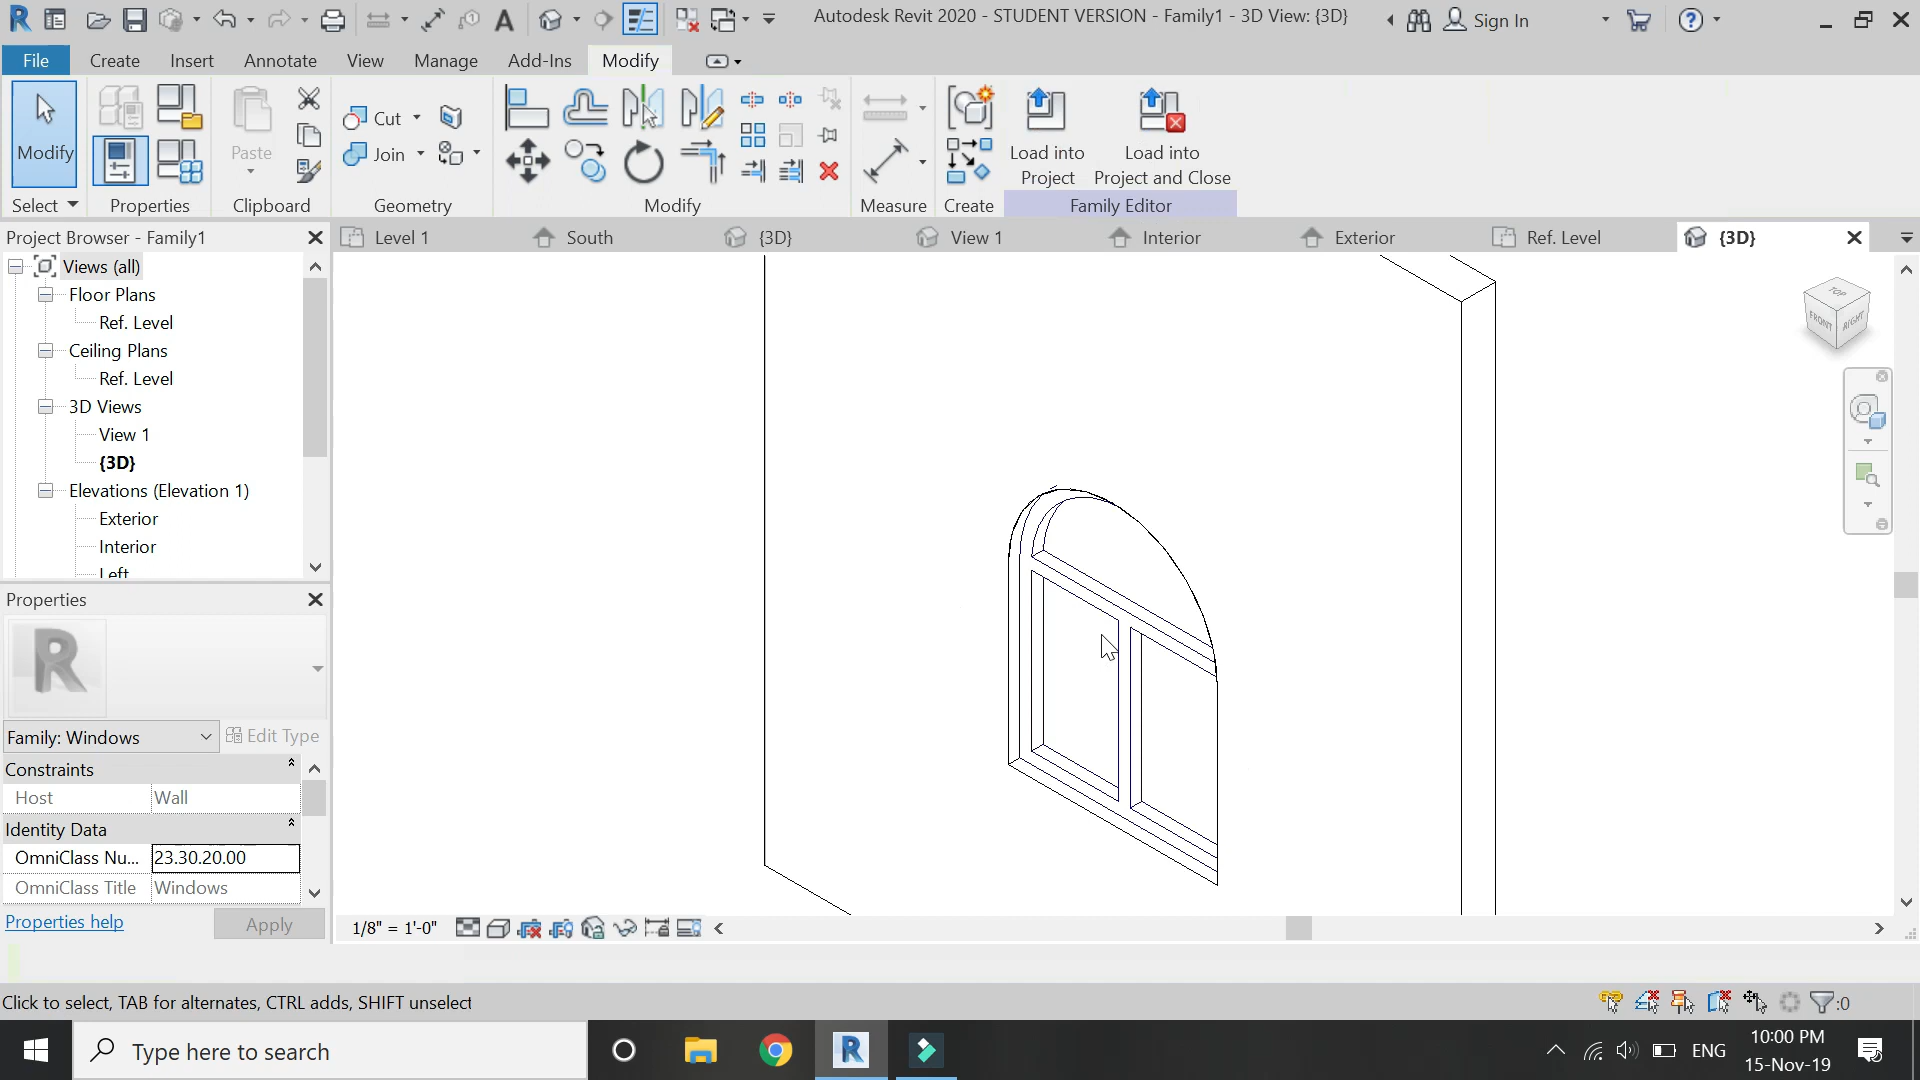 Autodesk Revit 2020 - STUDENT VERSION - Family1 - 3D View: {3D}
Sign In
File Create Insert Annotate View Manage Add-Ins Modify
Modify
Paste
Cut
Join
Load into Project
Load into Project and Close
Select Properties Clipboard Geometry Modify Measure Create Family Editor
Project Browser - Family1
Level 1 South {3D} View 1 Interior Exterior Ref. Level {3D}
Views (all)
Floor Plans
Ref. Level
Ceiling Plans
Ref. Level
3D Views
View 1
{3D}
Elevations (Elevation 1)
Exterior
Interior
Left
TOP
FRONT RIGHT
Properties
R
Family: Windows Edit Type
Constraints
Host Wall
Identity Data
OmniClass Nu... 23.30.20.00
OmniClass Title Windows
Properties help Apply
1/8" = 1'-0"
Click to select, TAB for alternates, CTRL adds, SHIFT unselect
:0
Type here to search
ENG
10:00 PM
15-Nov-19